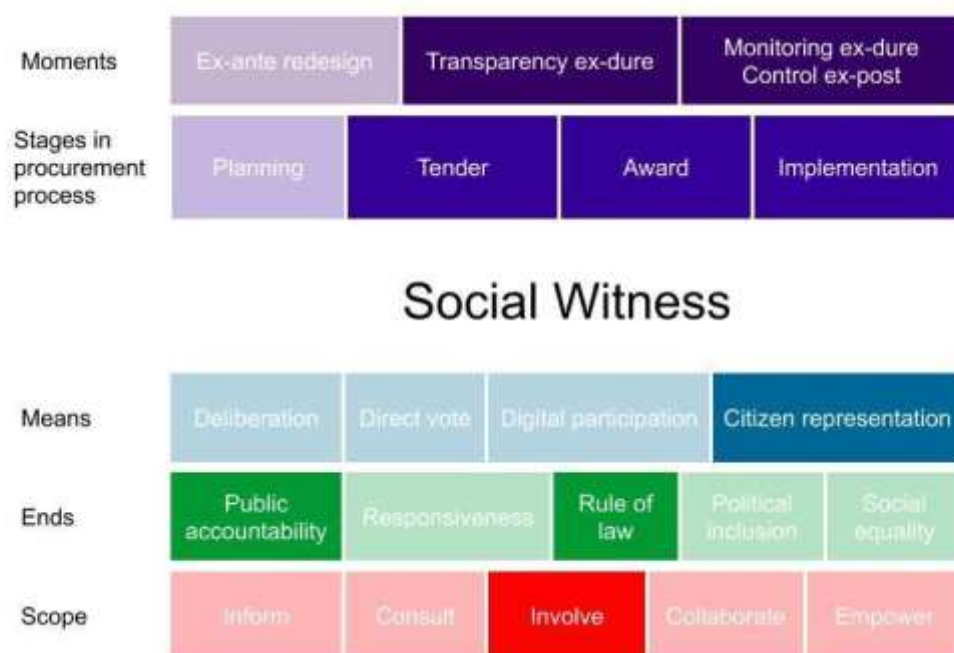 Moments
Ex-ante redesign
Transparency ex-dure
Monitoring ex-dure
Control ex-post
Stages in
procurement
process
Planning
Tender
Award
Implementation
Social Witness
Means
Deliberation
Direct vote
Digital participation
Citizen representation
Ends
Public
accountability
Responsiveness
Rule of
law
Political
inclusion
Social
equality
Scope
Inform
Consult
Involve
Collaborate
Empower